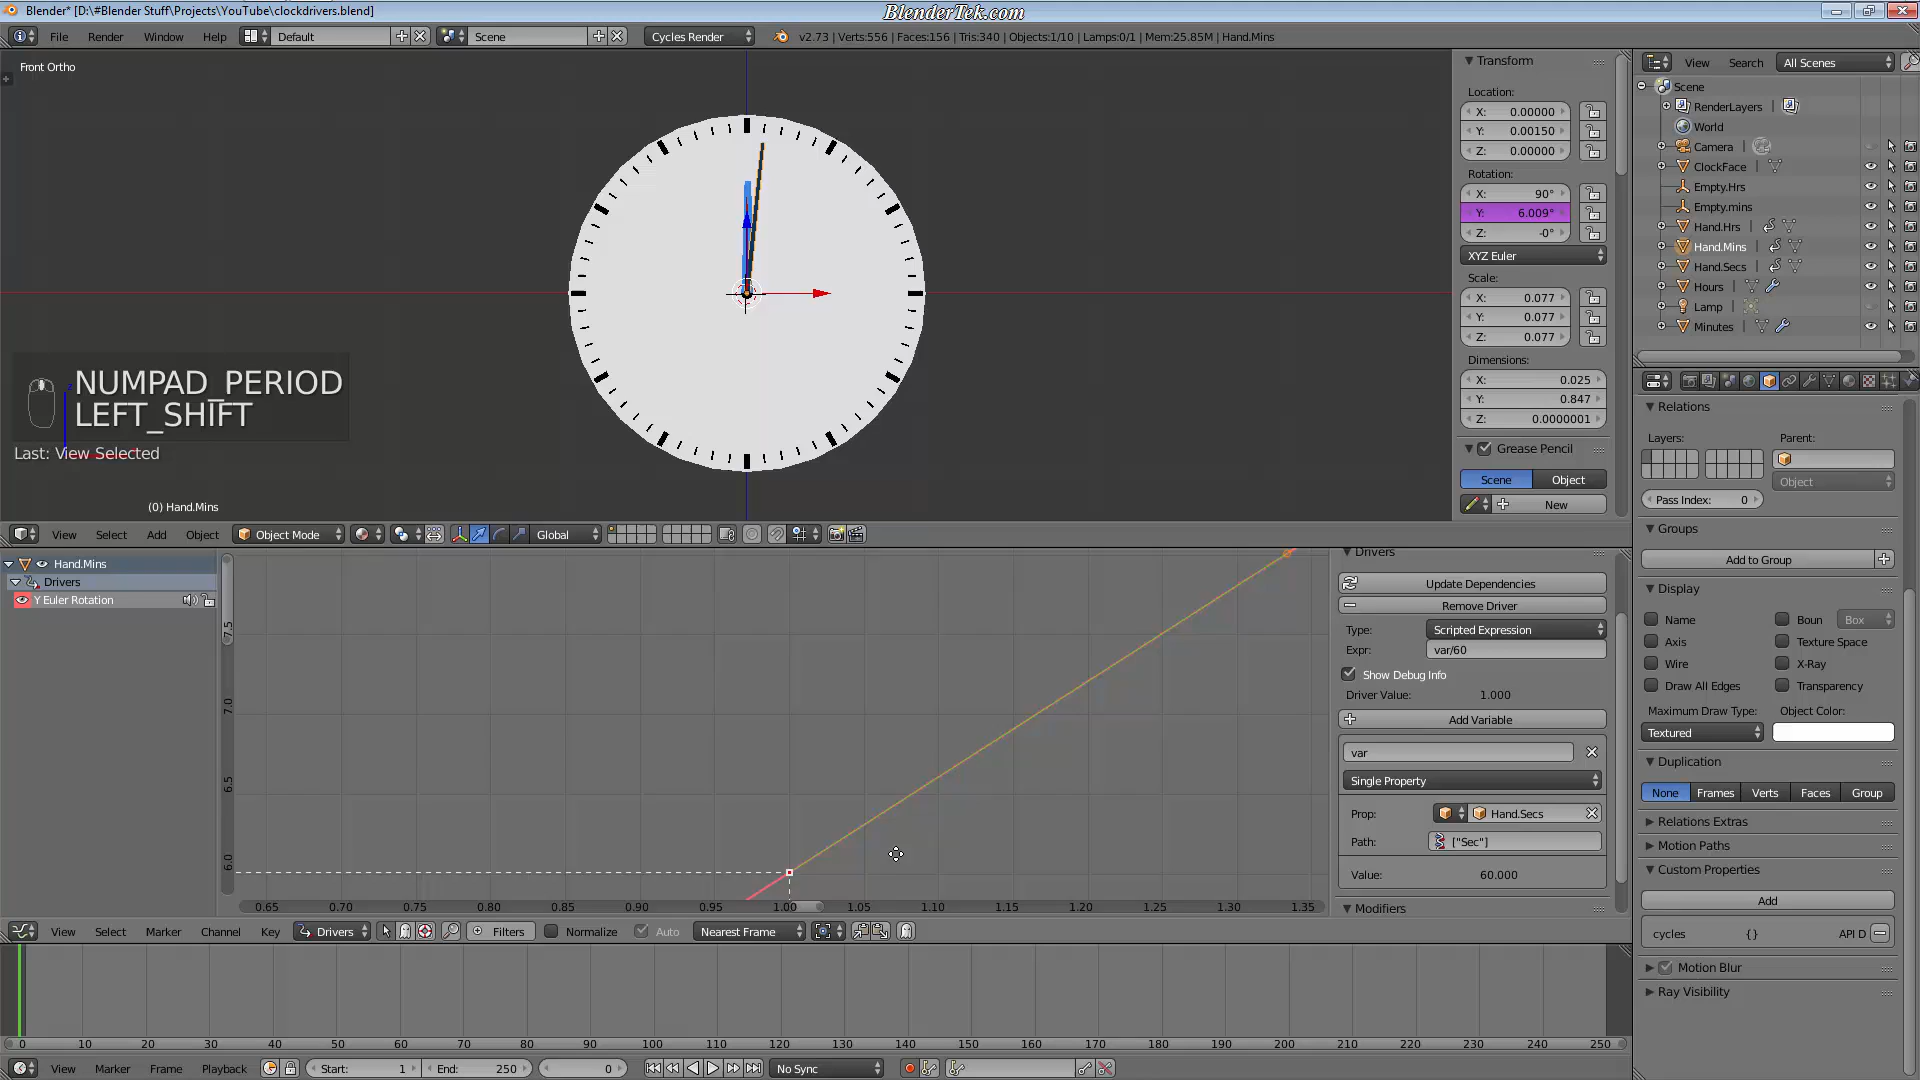 Blender* [D:\#Blender Stuff\Projects\YouTube\clockdrivers.blend]
BlenderTek.com
File Render Window Help Default Scene Cycles Render v2.73 | Verts:556 | Faces:156 | Tris:340 | Objects:1/10 | Lamps:0/1 | Mem:25.85M | Hand.Mins
Front Ortho
NUMPAD_PERIOD
LEFT_SHIFT
Last: View Selected
(0) Hand.Mins
Transform
Location:
X: 0.00000
Y: 0.00150
Z: 0.00000
Rotation:
X: 90°
Y: 6.009°
Z: -0°
XYZ Euler
Scale:
X: 0.077
Y: 0.077
Z: 0.077
Dimensions:
X: 0.025
Y: 0.847
Z: 0.0000001
Grease Pencil
Scene Object
New
View Search All Scenes
Scene
RenderLayers
World
Camera
ClockFace
Empty.Hrs
Empty.mins
Hand.Hrs
Hand.Mins
Hand.Secs
Hours
Lamp
Minutes
View Select Add Object Object Mode Global
Hand.Mins
Drivers
Y Euler Rotation
7.5
7.0
6.5
6.0
0.65 0.70 0.75 0.80 0.85 0.90 0.95 1.00 1.05 1.10 1.15 1.20 1.25 1.30 1.35
Drivers
Update Dependencies
Remove Driver
Type: Scripted Expression
Expr: var/60
Show Debug Info
Driver Value: 1.000
Add Variable
var
Single Property
Prop: Hand.Secs
Path: ["Sec"]
Value: 60.000
Modifiers
View Select Marker Channel Key Drivers Filters Normalize Auto Nearest Frame
0 10 20 30 40 50 60 70 80 90 100 110 120 130 140 150 160 170 180 190 200 210 220 230 240 250
View Marker Frame Playback Start: 1 End: 250 0 No Sync
Relations
Layers: Parent:
Object
Pass Index: 0
Groups
Add to Group
Display
Name Boun Box
Axis Texture Space
Wire X-Ray
Draw All Edges Transparency
Maximum Draw Type: Object Color:
Textured
Duplication
None Frames Verts Faces Group
Relations Extras
Motion Paths
Custom Properties
Add
cycles {} API D
Motion Blur
Ray Visibility